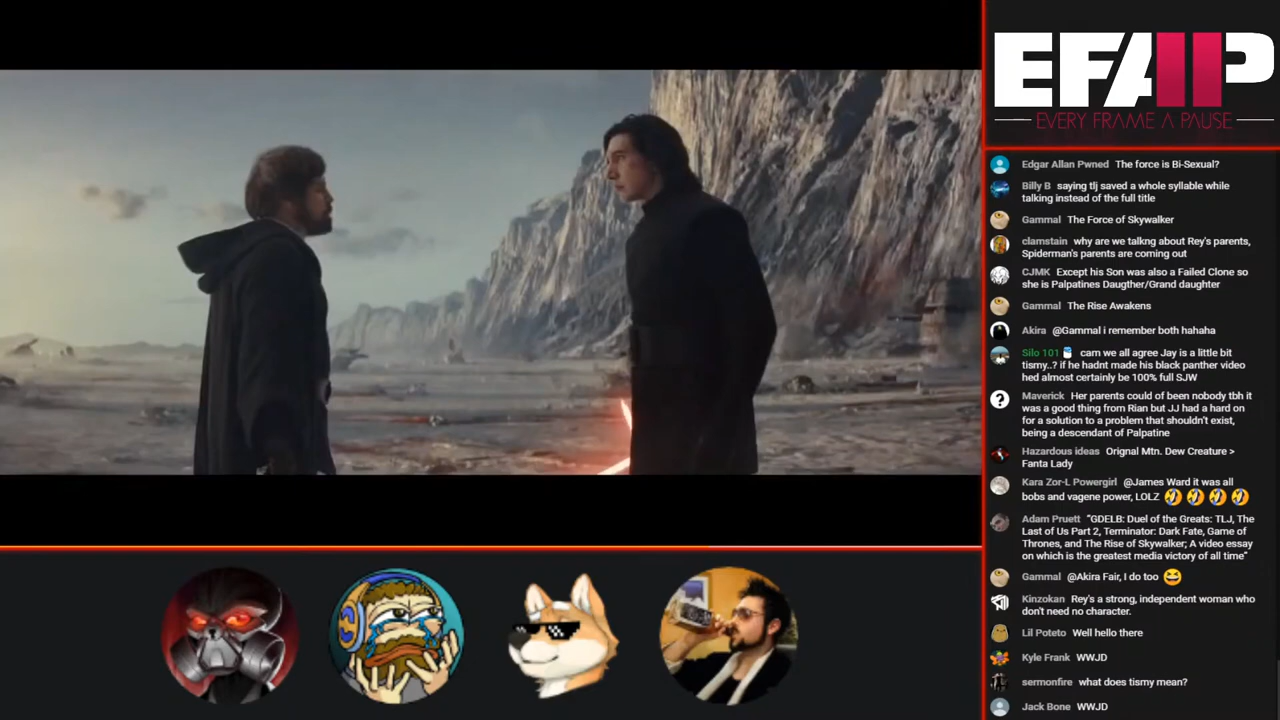 EFAP
EVERY FRAME A PAUSE
Edgar Allan Pwned The force is Bi-Sexual?
Billy B saying tlj saved a whole syllable while
talking instead of the full title
Gammal The Force of Skywalker
clamstain why are we talkng about Rey's parents,
Spiderman's parents are coming out
CJMK Except his Son was also a Failed Clone so
she is Palpatines Daugther/Grand daughter
Gammal The Rise Awakens
Akira @Gammal i remember both hahaha
Silo 101 carn we all agree Jay is a little bit
tismy..? if he hadnt made his black panther video
hed almost certainly be 100% full SJW
Maverick Her parents could of been nobody tbh it
was a good thing from Rian but JJ had a hard on
for a solution to a problem that shouldn't exist,
being a descendant of Palpatine
Hazardous ideas Orignal Mtn. Dew Creature >
Fanta Lady
Kara Zor-L Powergirl @James Ward it was all
bobs and vagene power, LOLZ 🤣 🤣 🤣 🤣
Adam Pruett "GDELB: Duel of the Greats: TLJ, The
Last of Us Part 2, Terminator: Dark Fate, Game of
Thrones, and The Rise of Skywalker; A video essay
on which is the greatest media victory of all time"
Gammal @Akira Fair, I do too 😆
Kinzokan Rey's a strong, independent woman who
don't need no character.
Lil Poteto Well hello there
Kyle Frank WWJD
sermonfire what does tismy mean?
Jack Bone WWJD